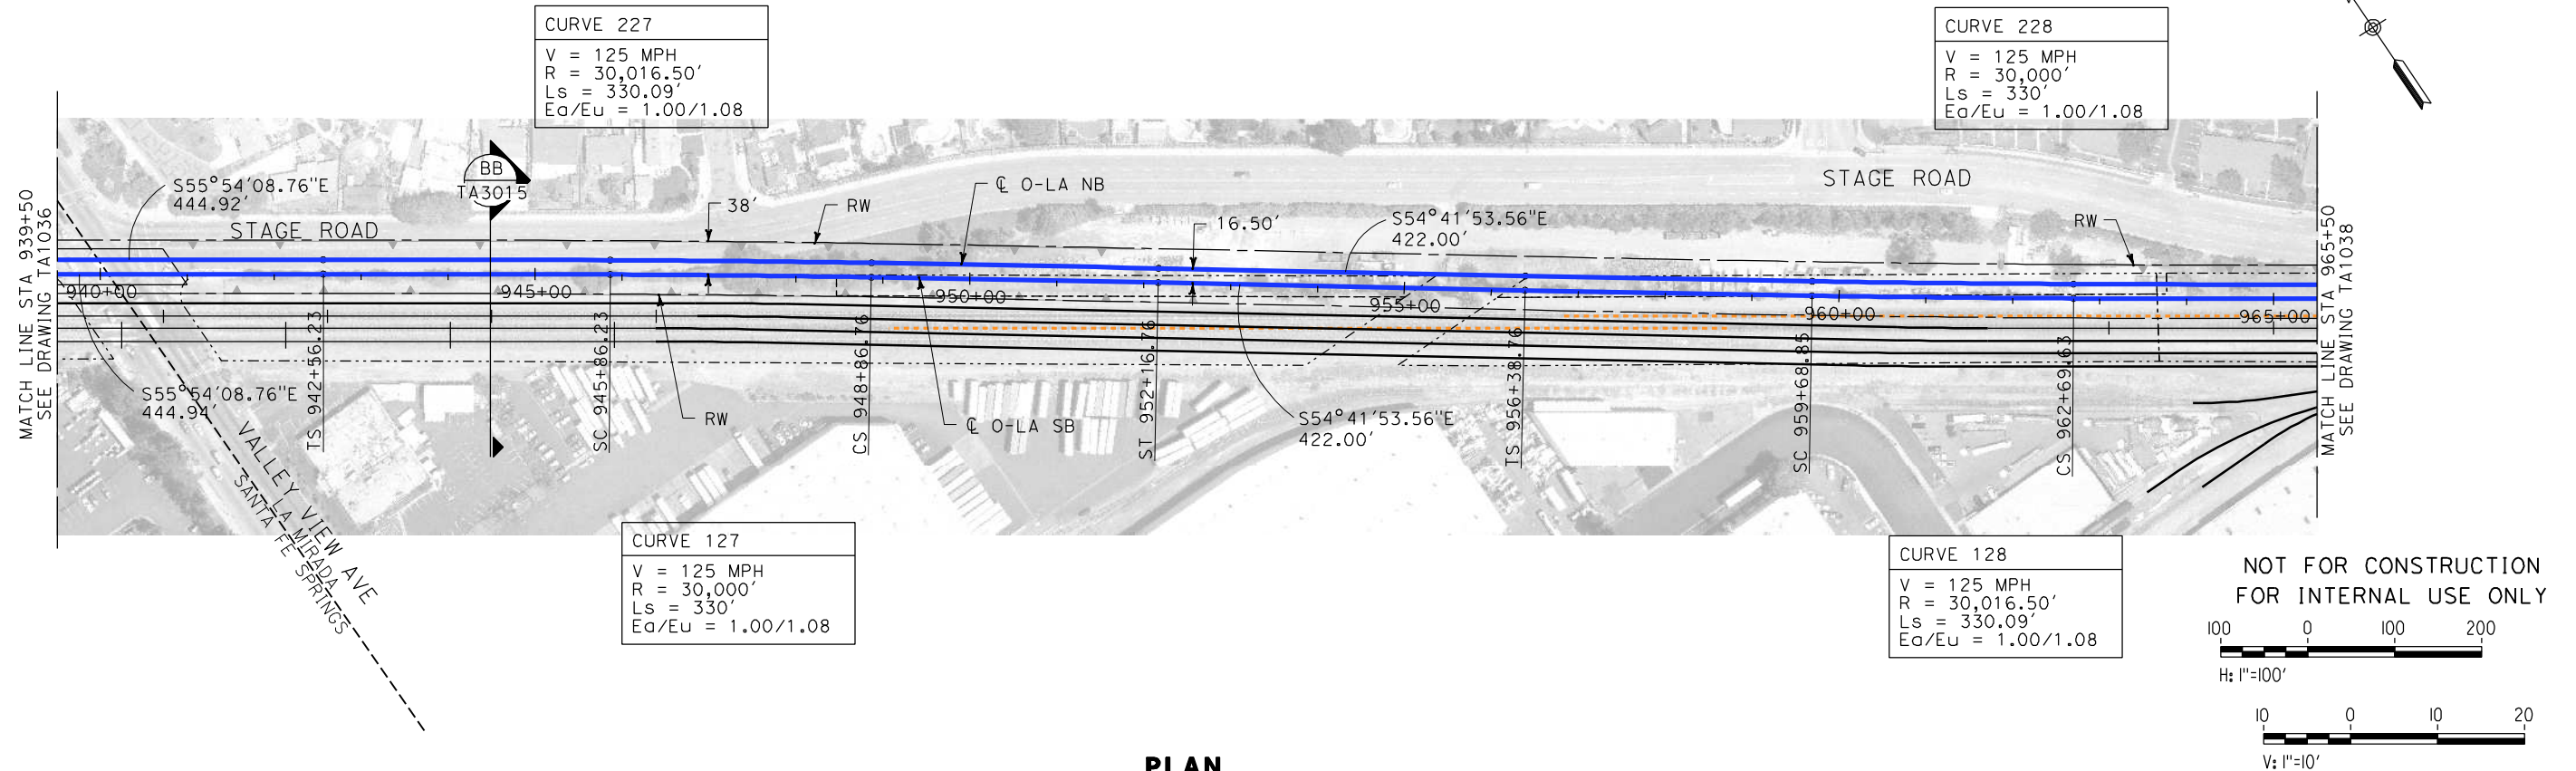 CURVE 227
V = 125 MPH
R = 30,016.50'
Ls = 330.09'
Ea/Eu = 1.00/1.08
CURVE 228
V = 125 MPH
R = 30,000'
Ls = 330'
Ea/Eu = 1.00/1.08
MATCH LINE STA 939+50
SEE DRAWING TA1036
S55°54'08.76"E
444.92'
STAGE ROAD
BB
TA3015
38'
RW
℄ O-LA NB
16.50'
S54°41'53.56"E
422.00'
STAGE ROAD
RW
MATCH LINE STA 965+50
SEE DRAWING TA1038
940+00
945+00
950+00
955+00
960+00
965+00
S55°54'08.76"E
444.94'
TS 942+56.23
SC 945+86.23
RW
CS 948+86.76
℄ O-LA SB
ST 952+16.76
S54°41'53.56"E
422.00'
TS 956+38.76
SC 959+68.85
CS 962+69.63
VALLEY VIEW AVE
LA MIRADA
SANTA FE SPRINGS
CURVE 127
V = 125 MPH
R = 30,000'
Ls = 330'
Ea/Eu = 1.00/1.08
CURVE 128
V = 125 MPH
R = 30,016.50'
Ls = 330.09'
Ea/Eu = 1.00/1.08
NOT FOR CONSTRUCTION
FOR INTERNAL USE ONLY
100 0 100 200
H: 1"=100'
10 0 10 20
V: 1"=10'
PLAN